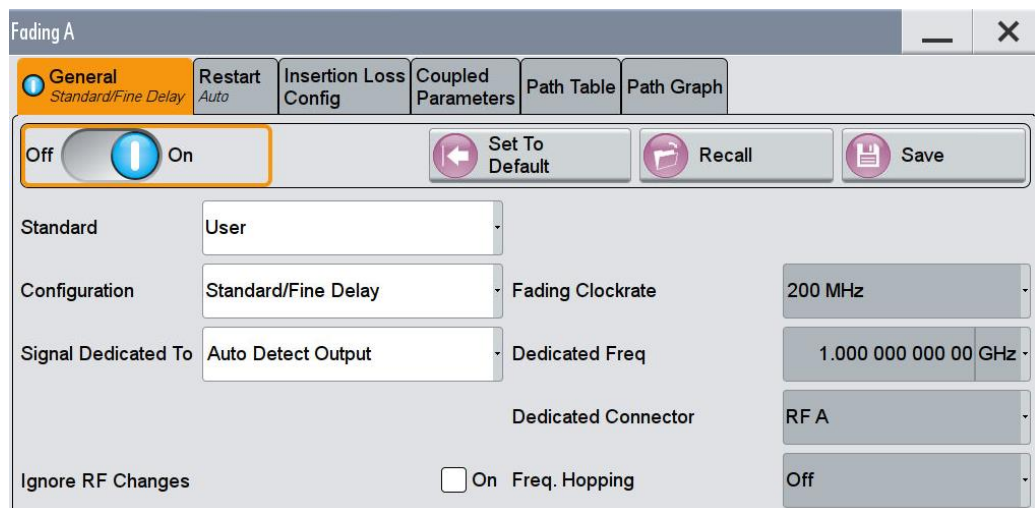 Fading A
General
Standard/Fine Delay
Restart
Auto
Insertion Loss
Config
Coupled
Parameters
Path Table
Path Graph
Off
On
Set To
Default
Recall
Save
Standard
User
Configuration
Standard/Fine Delay
Fading Clockrate
200 MHz
Signal Dedicated To
Auto Detect Output
Dedicated Freq
1.000 000 000 00 GHz
Dedicated Connector
RF A
Ignore RF Changes
On
Freq. Hopping
Off